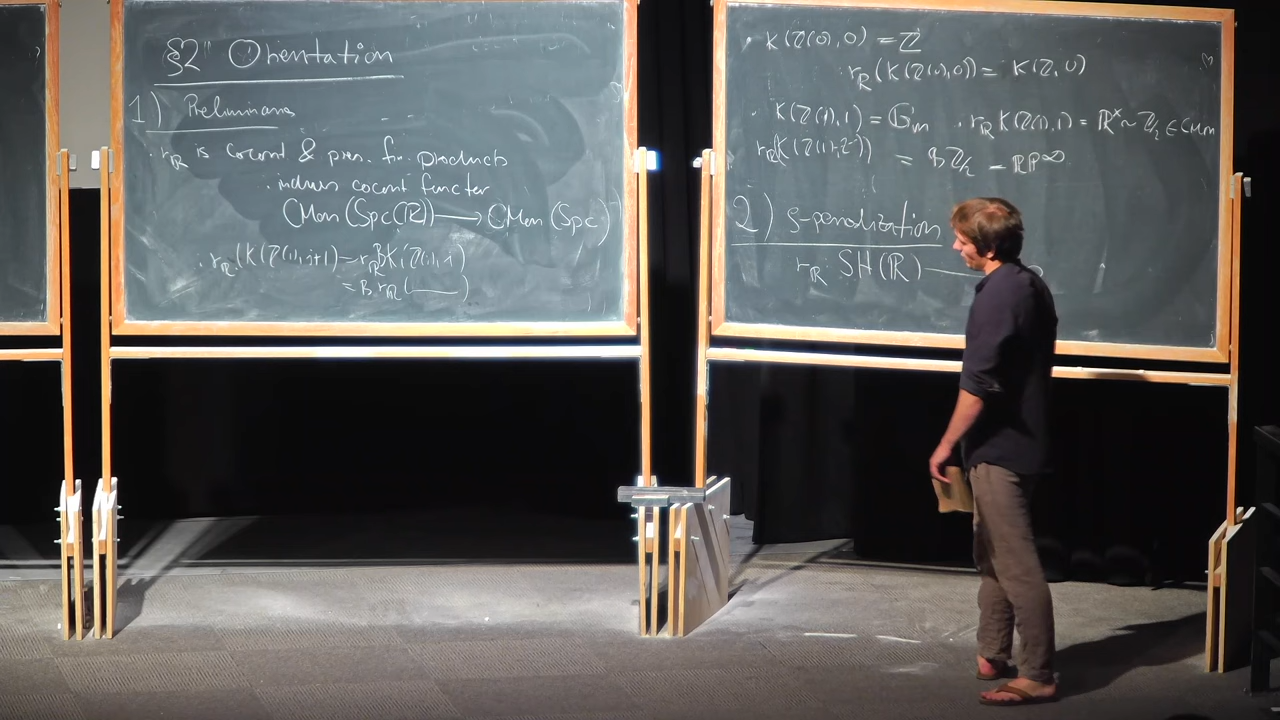 §2 Orientation
1) Preliminaries
· r_ℝ is cocont & pres. fin. products
· induces cocont functor
CMon(Spc(ℝ)) ⟶ CMon(Spc)
· r_ℝ(K(ℤ(1),i+1) ≃ r_ℝ BK(ℤ(1),i)
= B r_ℝ(——)
· K(ℤ(0),0) = ℤ
· r_ℝ(K(ℤ(0),0)) = K(ℤ,0)
· K(ℤ(1),1) = 𝔾m · r_ℝ K(ℤ(1),1) = ℝ^× ~ ℤ/2 ∈ CMon
r_ℝ K(ℤ(1),2)) = Bℤ/2 = ℝP^∞
2) ρ-periodization
r_ℝ: SH(ℝ) —